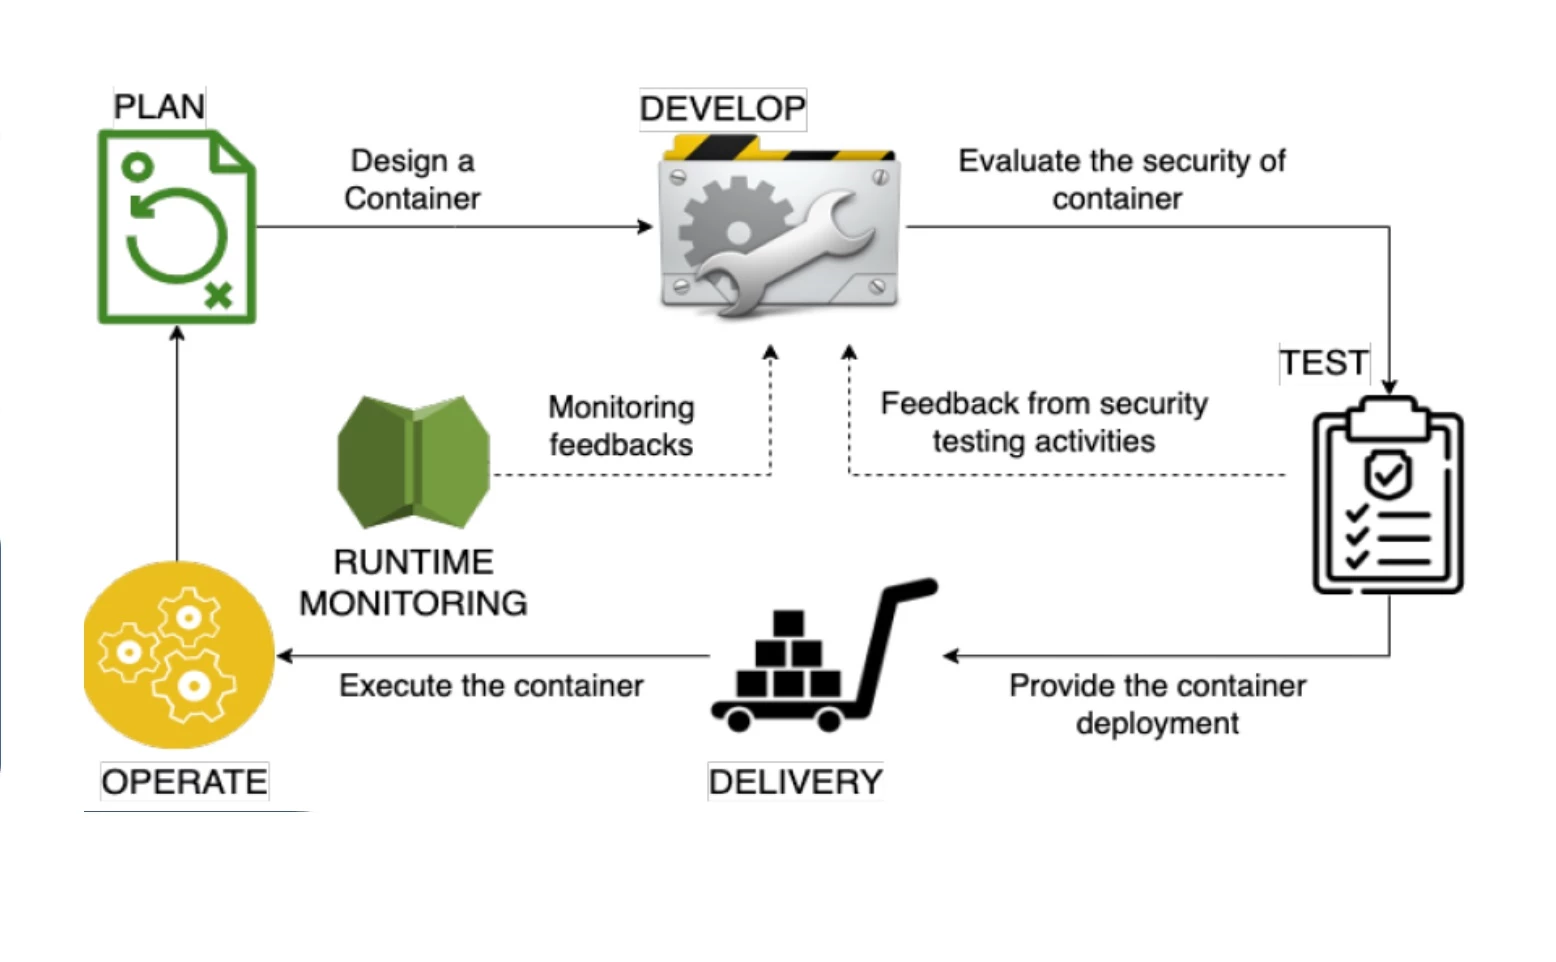 PLAN
DEVELOP
Design a
Container
Evaluate the security of
container
TEST
Monitoring
feedbacks
Feedback from security
testing activities
RUNTIME
MONITORING
Execute the container
Provide the container
deployment
OPERATE
DELIVERY